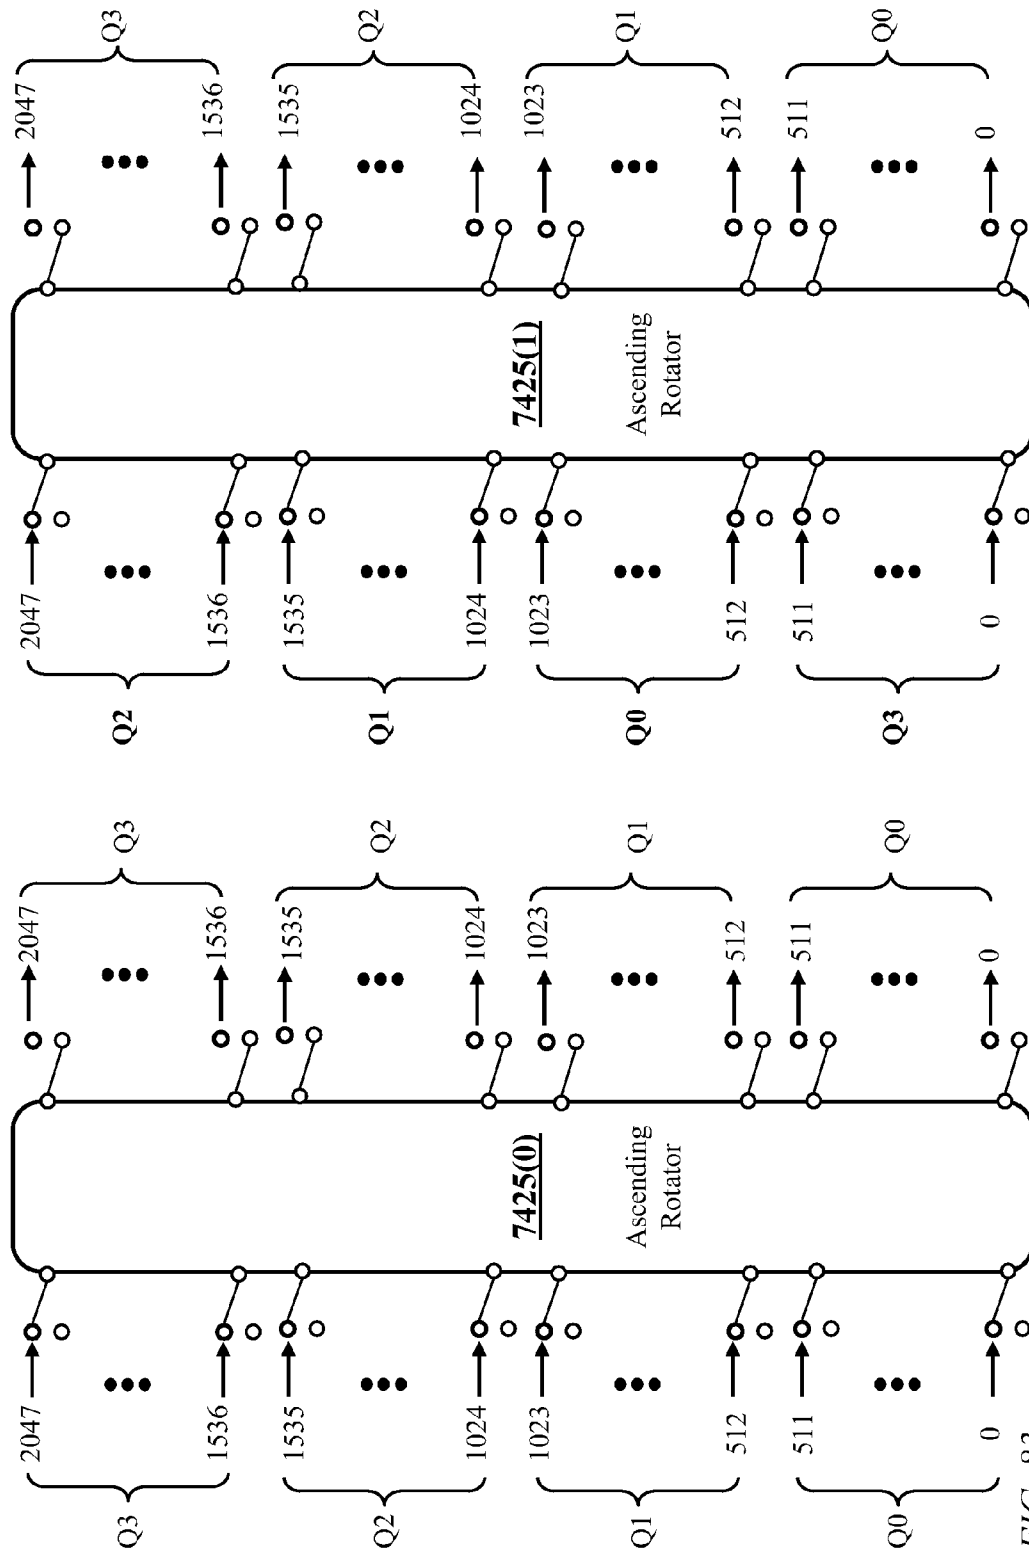 2047 2047 2047 2047
Q3 Q3 Q2 Q3
1536 1536 1536 1536
1535 1535 1535 1535
Q2 Q2 Q1 Q2
1024 1024 1024 1024
7425(0) 7425(1)
1023 1023 1023 1023
Q1 Ascending Q1 Q0 Ascending Q1
Rotator Rotator
512 512 512 512
511 511 511 511
Q0 Q0 Q3 Q0
0 0 0 0
FIG. 83